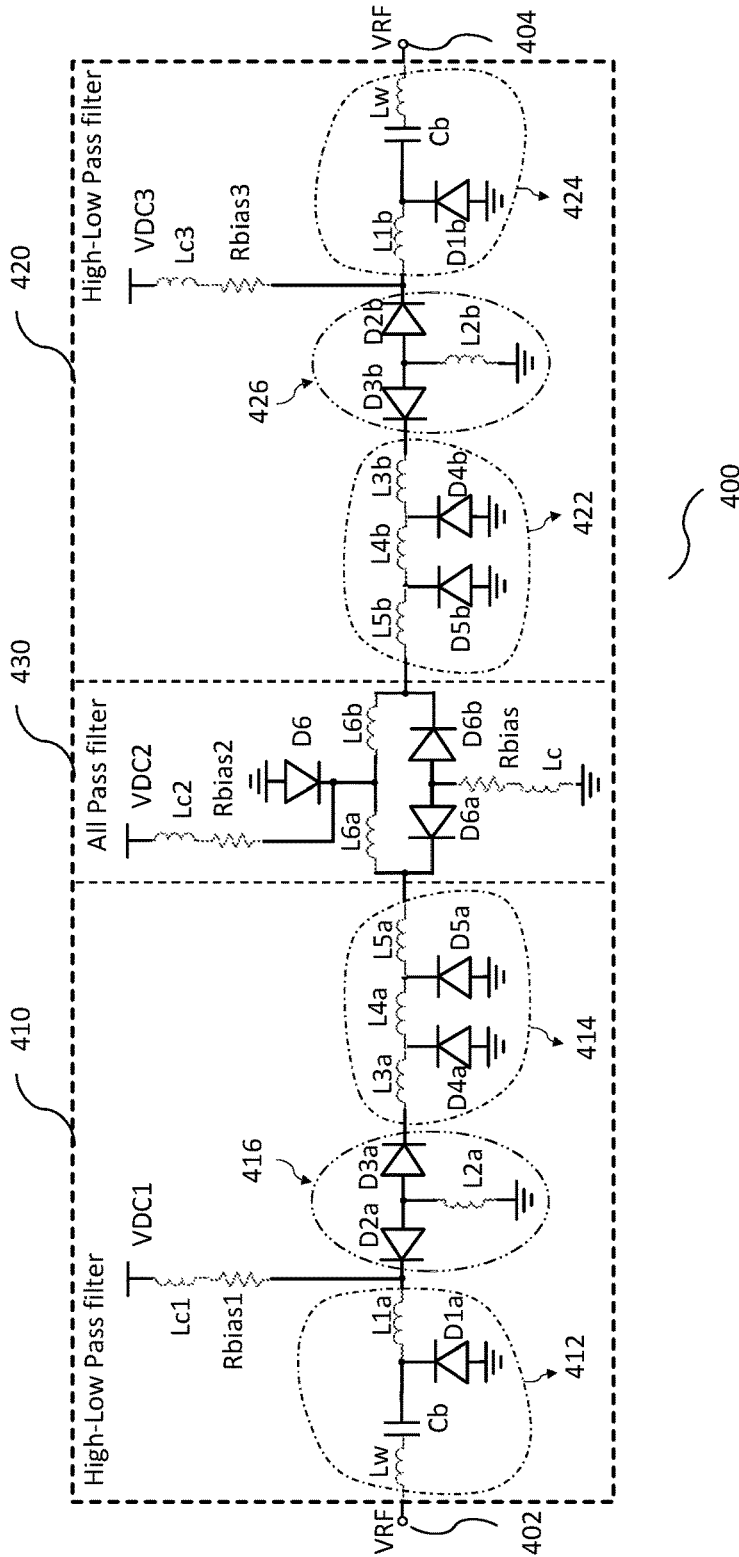 410
430
420
High-Low Pass filter
All Pass filter
High-Low Pass filter
VDC1
VDC2
VDC3
Lc1
Lc2
Lc3
Rbias1
Rbias2
Rbias3
416
D6
426
VRF
Lw
Cb
L1a
D1a
D2a
D3a
L2a
L3a
L4a
L5a
D4a
D5a
L6a
L6b
D6a
D6b
Rbias
Lc
L5b
L4b
L3b
D5b
D4b
D3b
D2b
L2b
L1b
D1b
Cb
Lw
VRF
402
412
414
422
424
404
400